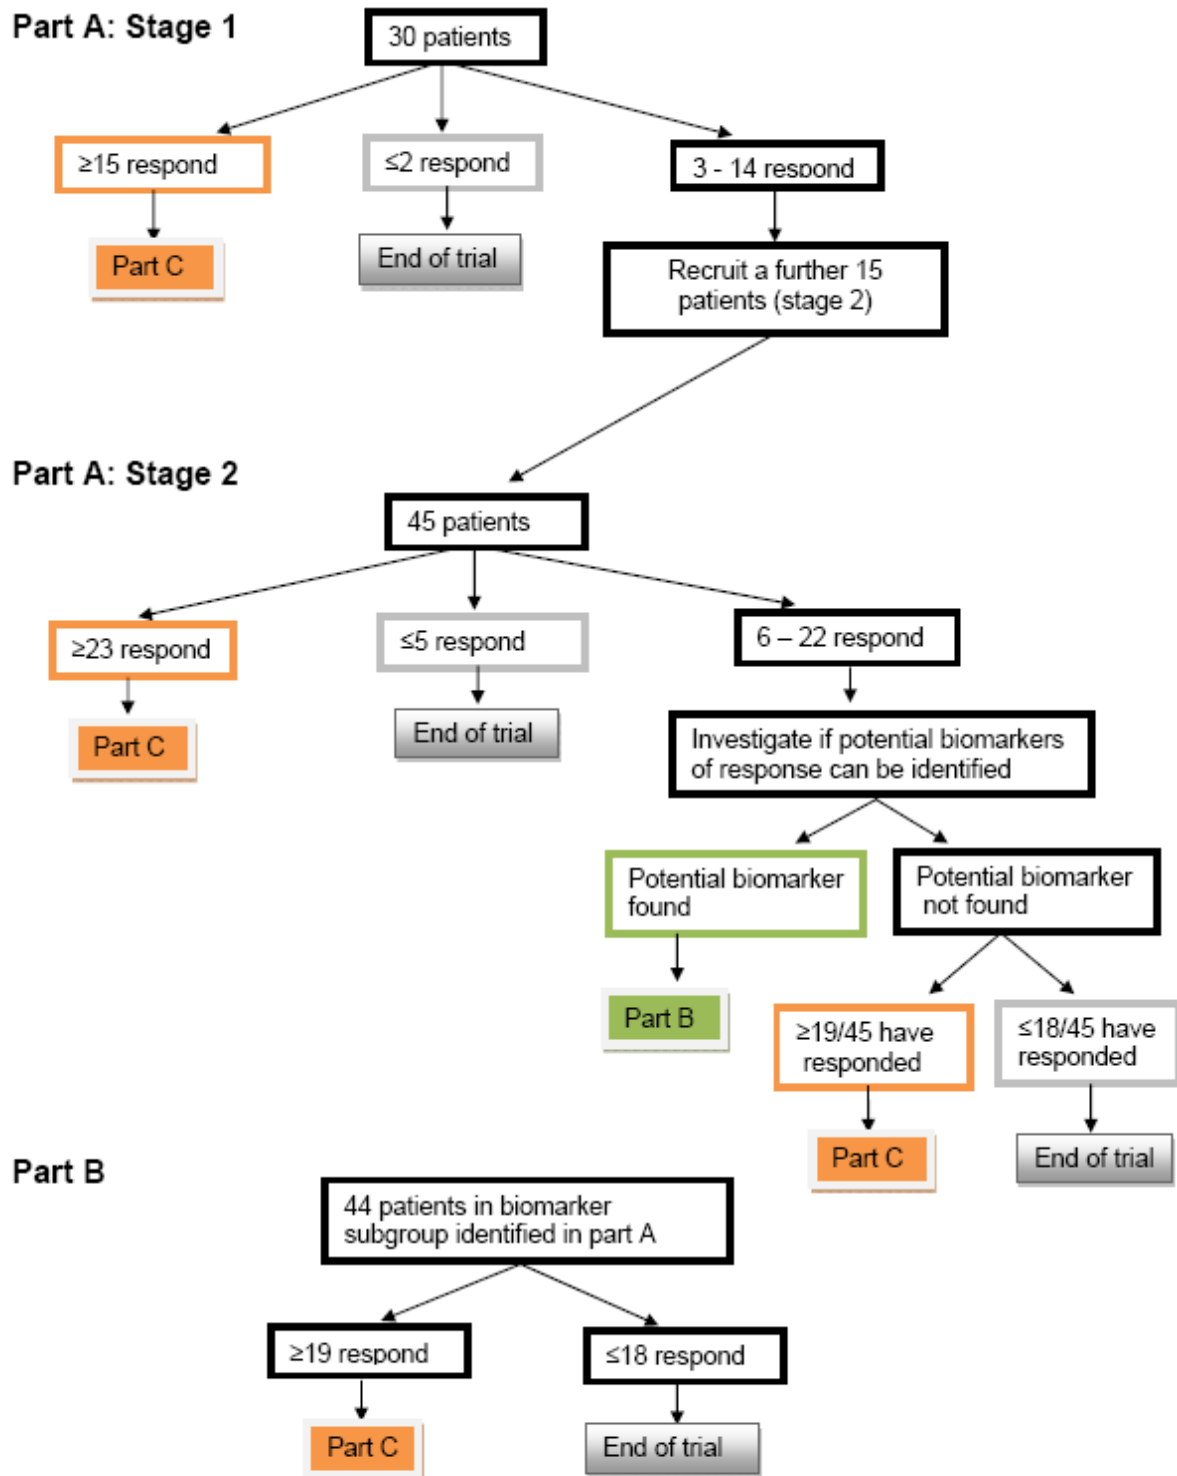 Part A: Stage 1
30 patients
≥15 respond
≤2 respond
3 - 14 respond
Part C
End of trial
Recruit a further 15
patients (stage 2)
Part A: Stage 2
45 patients
≥23 respond
≤5 respond
6 – 22 respond
Part C
End of trial
Investigate if potential biomarkers
of response can be identified
Potential biomarker
found
Potential biomarker
not found
Part B
≥19/45 have
responded
≤18/45 have
responded
Part C
End of trial
Part B
44 patients in biomarker
subgroup identified in part A
≥19 respond
≤18 respond
Part C
End of trial